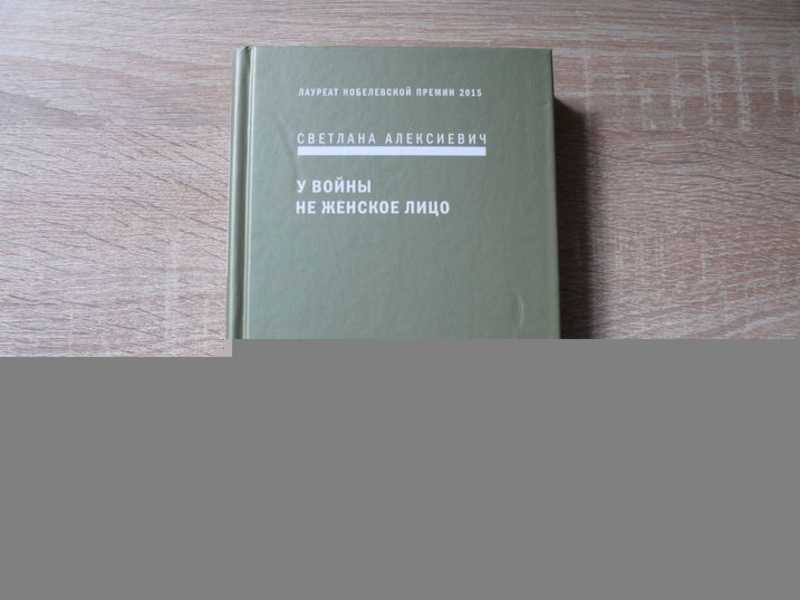 ЛАУРЕАТ НОБЕЛЕВСКОЙ ПРЕМИИ 2015
СВЕТЛАНА АЛЕКСИЕВИЧ
У ВОЙНЫ
НЕ ЖЕНСКОЕ ЛИЦО